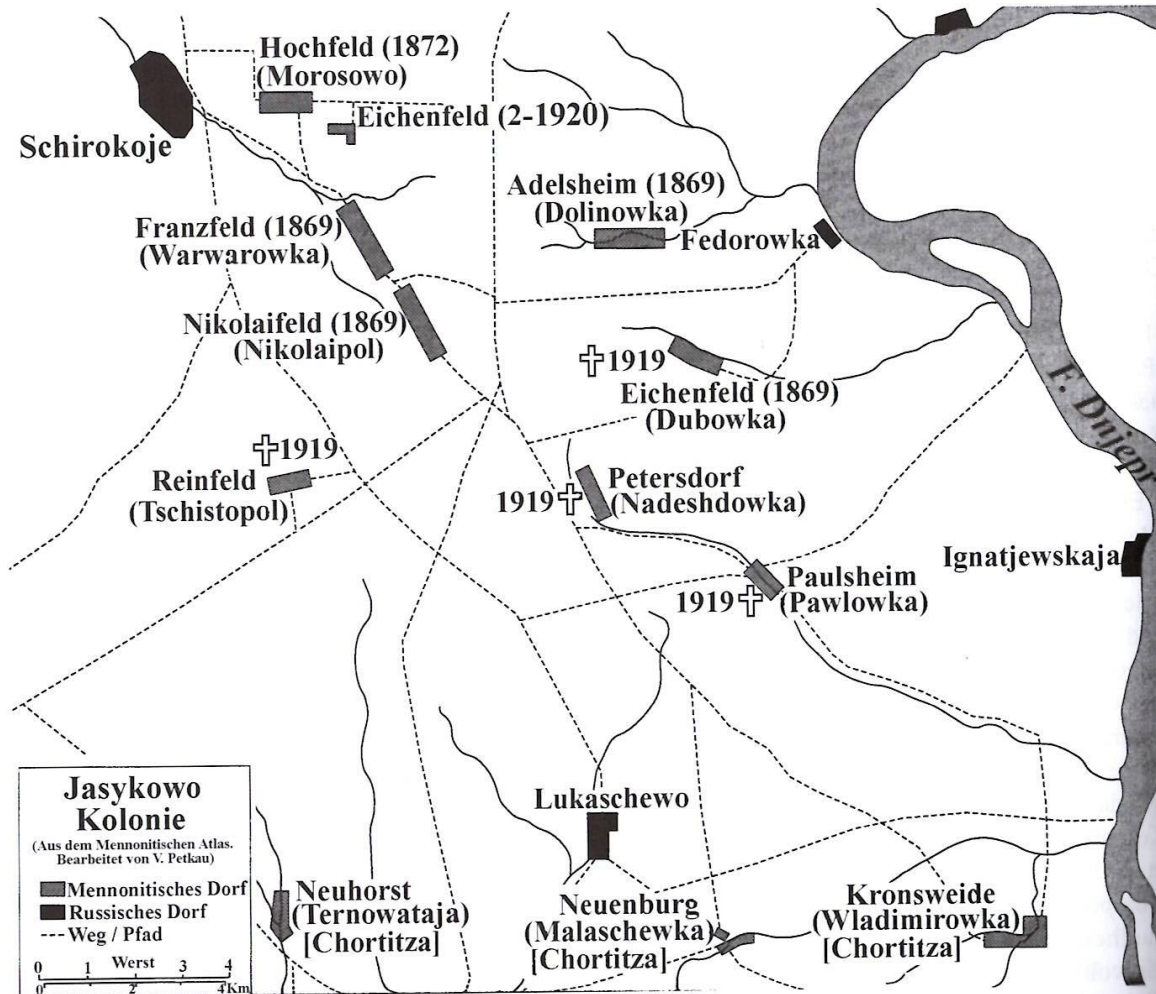 Hochfeld (1872)
(Morosowo)
Eichenfeld (2-1920)
Schirokoje
Adelsheim (1869)
(Dolinowka)
Fedorowka
Franzfeld (1869)
(Warwarowka)
Nikolaifeld (1869)
(Nikolaipol)
1919
Eichenfeld (1869)
(Dubowka)
F. Dnjepr
1919
Reinfeld
(Tschistopol)
1919
Petersdorf
(Nadeshdowka)
Ignatjewskaja
1919
Paulsheim
(Pawlowka)
Lukaschewo
Neuhorst
(Ternowataja)
[Chortitza]
Neuenburg
(Malaschewka)
[Chortitza]
Kronsweide
(Wladimirowka)
[Chortitza]
Jasykowo
Kolonie
(Aus dem Mennonitischen Atlas.
Bearbeitet von V. Petkau)
Mennonitisches Dorf
Russisches Dorf
Weg / Pfad
Werst
0 1 2 3 4
0 2 4 Km